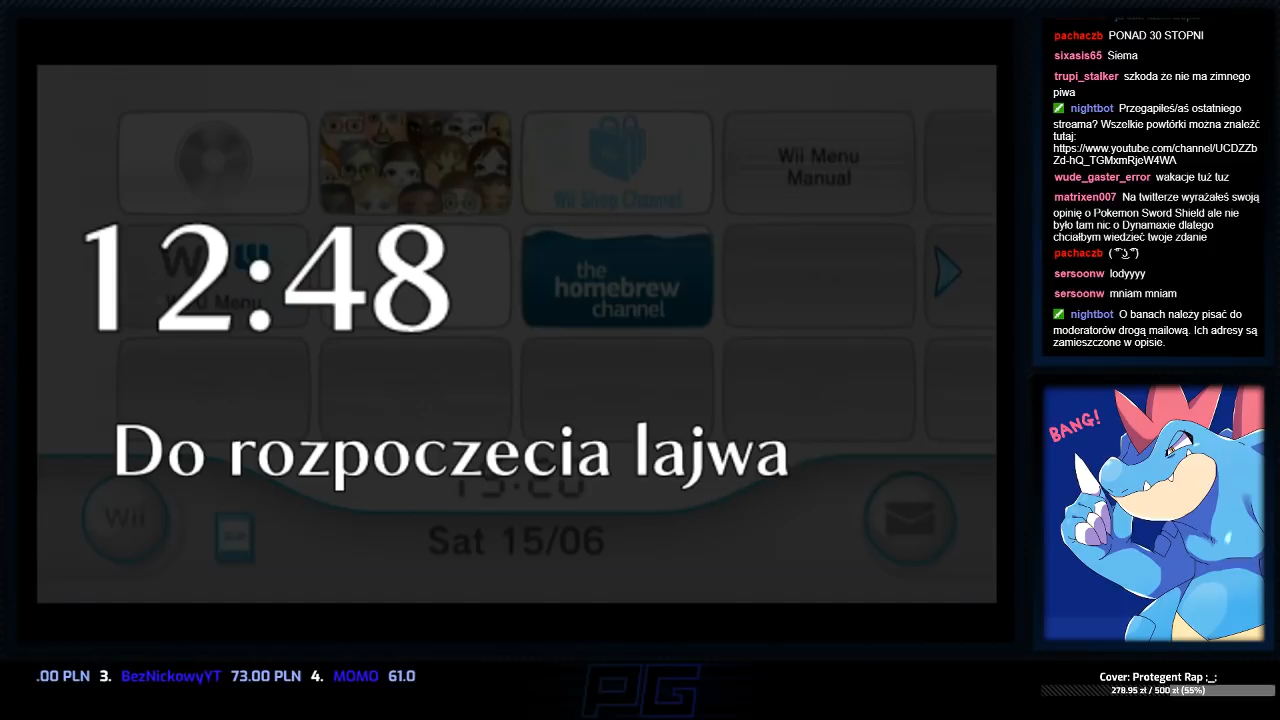 pachaczb PONAD 30 STOPNI
sixasis65 Siema
trupi_stalker szkoda ze nie ma zimnego
piwa
nightbot Przegapiłeś/aś ostatniego
streama? Wszelkie powtórki można znaleźć
tutaj:
https://www.youtube.com/channel/UCDZZb
Zd-hQ_TGMxmRjeW4WA
wude_gaster_error wakacje tuż tuz
matrixen007 Na twitterze wyrażałeś swoją
opinię o Pokemon Sword Shield ale nie
było tam nic o Dynamaxie dlatego
chciałbym wiedzieć twoje zdanie
pachaczb ( ͡° ͜ʖ ͡°)
sersoonw lodyyyy
sersoonw mniam mniam
nightbot O banach należy pisać do
moderatorów drogą mailową. Ich adresy są
zamieszczone w opisie.
Wii Shop Channel
Wii Menu
Manual
12:48
Wii U Menu
the
homebrew
channel
Do rozpoczecia lajwa
Wii
Sat 15/06
BANG!
.00 PLN 3. BezNickowyYT 73.00 PLN 4. MOMO 61.0
PG
Cover: Protegent Rap :_:
278.95 zł / 500 zł (55%)